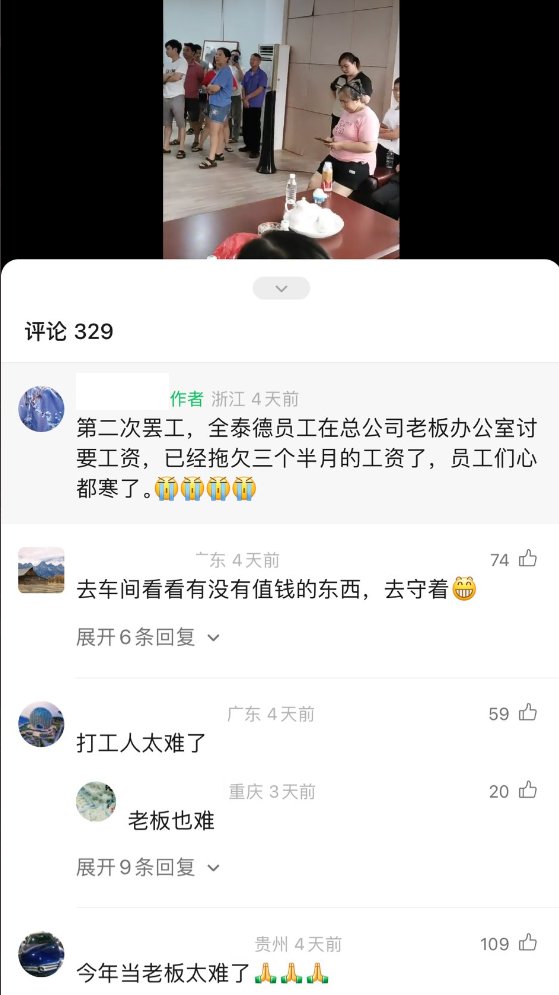 评论 329
作者 浙江 4天前
第二次罢工，全泰德员工在总公司老板办公室讨
要工资，已经拖欠三个半月的工资了，员工们心
都寒了。😭😭😭😭
广东 4天前 74
去车间看看有没有值钱的东西，去守着😁
展开6条回复
广东 4天前 59
打工人太难了
重庆 3天前 20
老板也难
展开9条回复
贵州 4天前 109
今年当老板太难了🙏🙏🙏